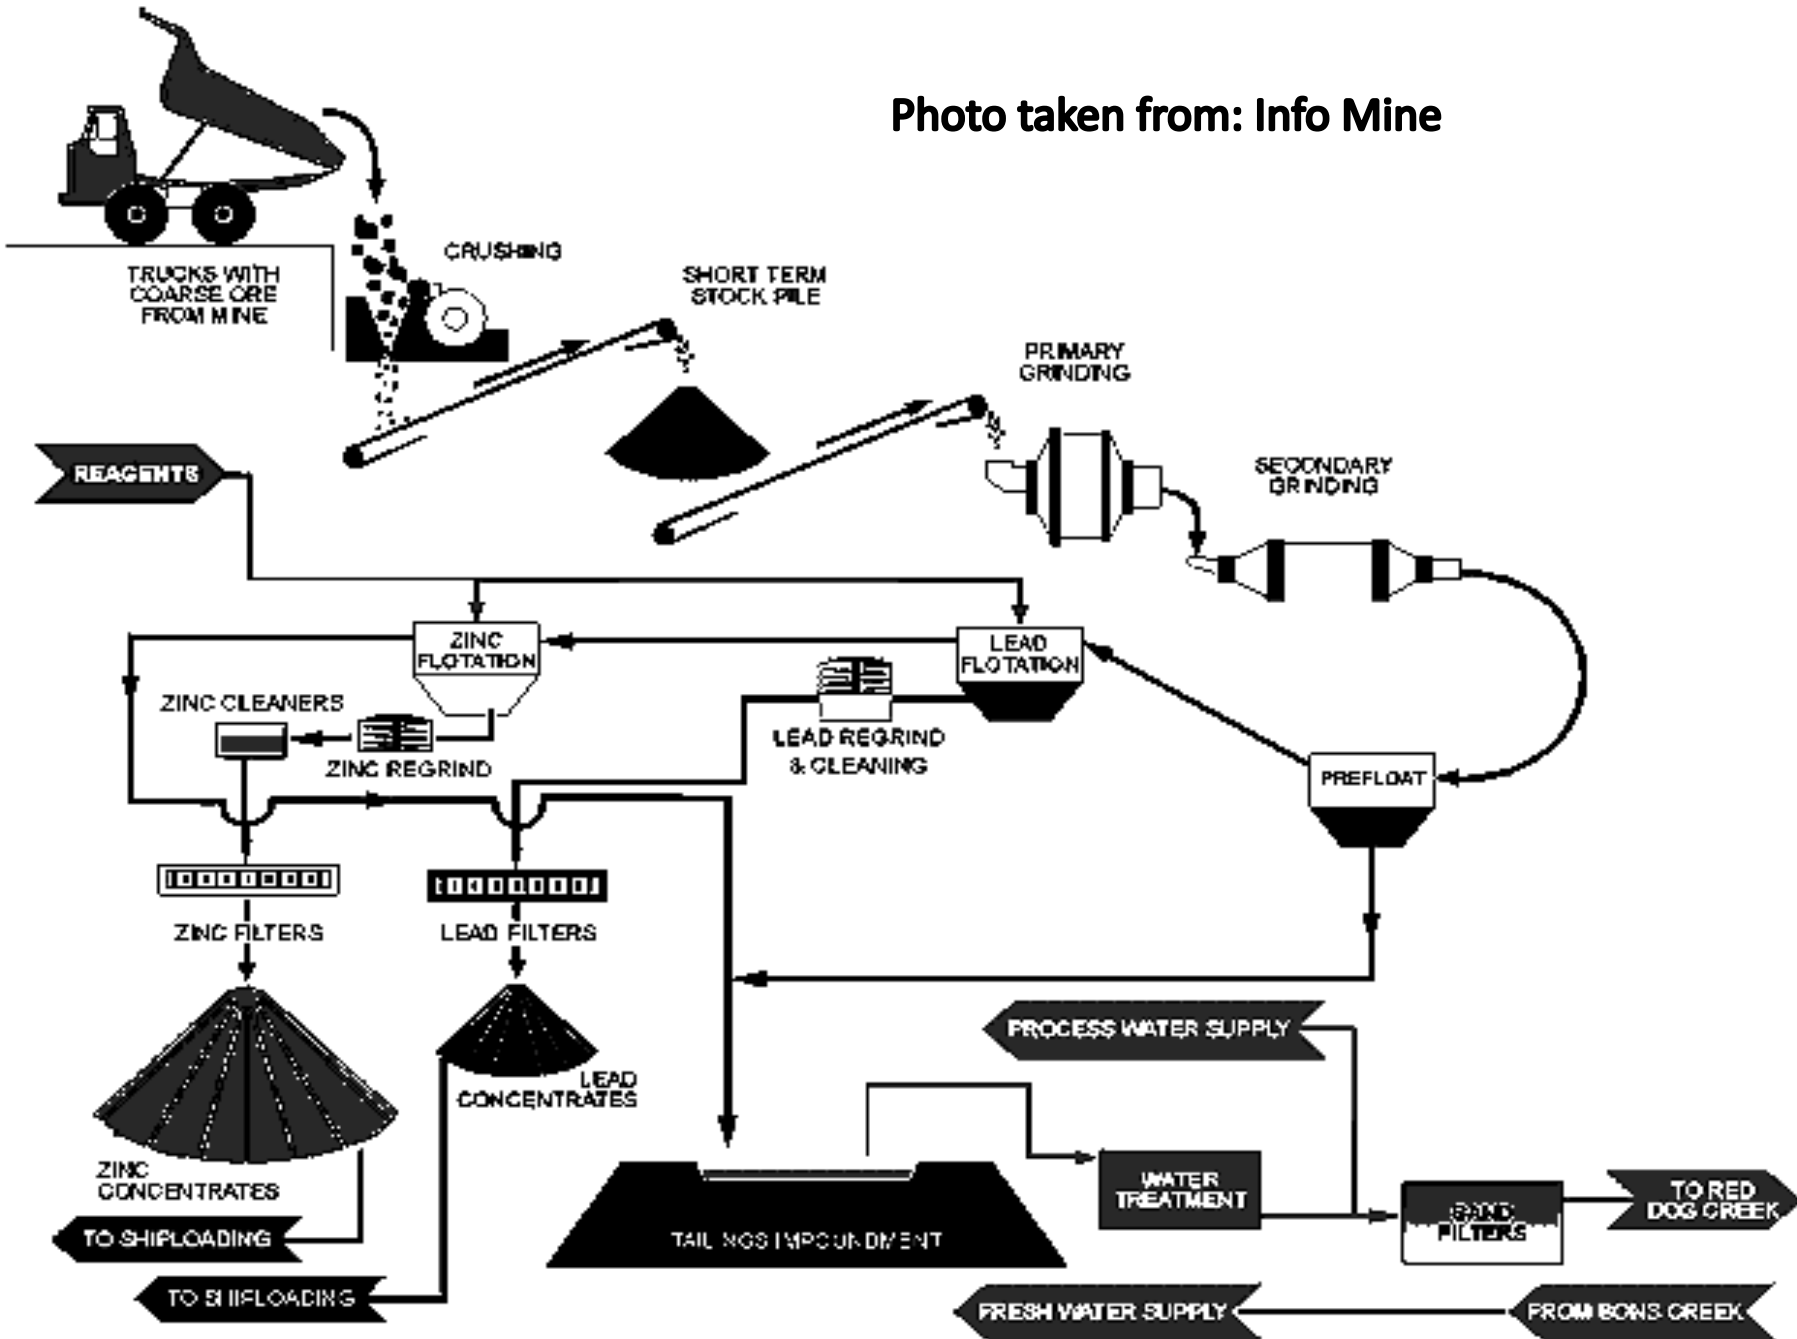 Photo taken from: Info Mine
CRUSHING
TRUCKS WITH
COARSE ORE
FROM MINE
SHORT TERM
STOCK PILE
PRIMARY
GRINDING
SECONDARY
GRINDING
REAGENTS
ZINC
FLOTATION
LEAD
FLOTATION
ZINC CLEANERS
ZINC REGRIND
LEAD REGRIND
& CLEANING
PREFLOAT
ZINC FILTERS
LEAD FILTERS
PROCESS WATER SUPPLY
LEAD
CONCENTRATES
ZINC
CONCENTRATES
WATER
TREATMENT
TO RED
DOG CREEK
SAND
FILTERS
TO SHIPLOADING
TAILINGS IMPOUNDMENT
TO SHIPLOADING
FRESH WATER SUPPLY
FROM BONS CREEK